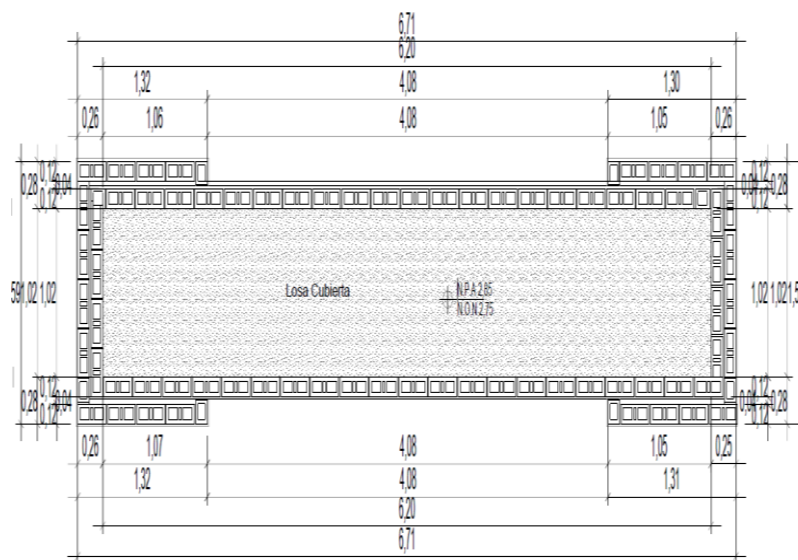 6,71
6,20
1,32 4,08 1,30
0,26 1,06 4,08 1,05 0,26
0,28 0,12 0,04 0,12
0,12 0,04 0,12 0,28
1,02 1,02
Losa Cubierta
N.P.A 2,85
N.O.N 2,75
1,02 1,02
0,28 0,12 0,04 0,12
0,12 0,04 0,12 0,28
0,26 1,07 4,08 1,05 0,25
1,32 4,08 1,31
6,20
6,71